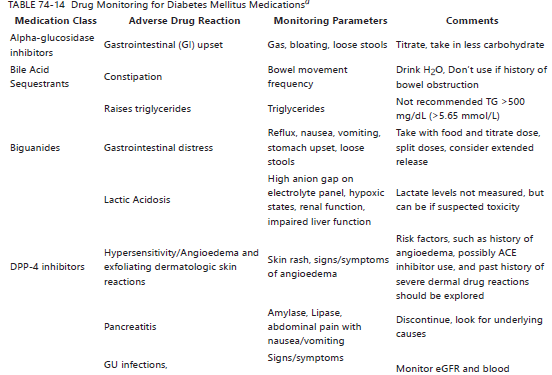 TABLE 74-14 Drug Monitoring for Diabetes Mellitus Medicationsa
Medication Class Adverse Drug Reaction Monitoring Parameters Comments
Alpha-glucosidase
inhibitors
Gastrointestinal (GI) upset
Gas, bloating, loose stools
Titrate, take in less carbohydrate
Bile Acid
Sequestrants
Constipation
Bowel movement
frequency
Drink H2O, Don't use if history of
bowel obstruction
Raises triglycerides
Triglycerides
Not recommended TG >500
mg/dL (>5.65 mmol/L)
Biguanides
Gastrointestinal distress
Reflux, nausea, vomiting,
stomach upset, loose
stools
Take with food and titrate dose,
split doses, consider extended
release
Lactic Acidosis
High anion gap on
electrolyte panel, hypoxic
states, renal function,
impaired liver function
Lactate levels not measured, but
can be if suspected toxicity
DPP-4 inhibitors
Hypersensitivity/Angioedema and
exfoliating dermatologic skin
reactions
Skin rash, signs/symptoms
of angioedema
Risk factors, such as history of
angioedema, possibly ACE
inhibitor use, and past history of
severe dermal drug reactions
should be explored
Pancreatitis
Amylase, Lipase,
abdominal pain with
nausea/vomiting
Discontinue, look for underlying
causes
GU infections,
Signs/symptoms
Monitor eGFR and blood